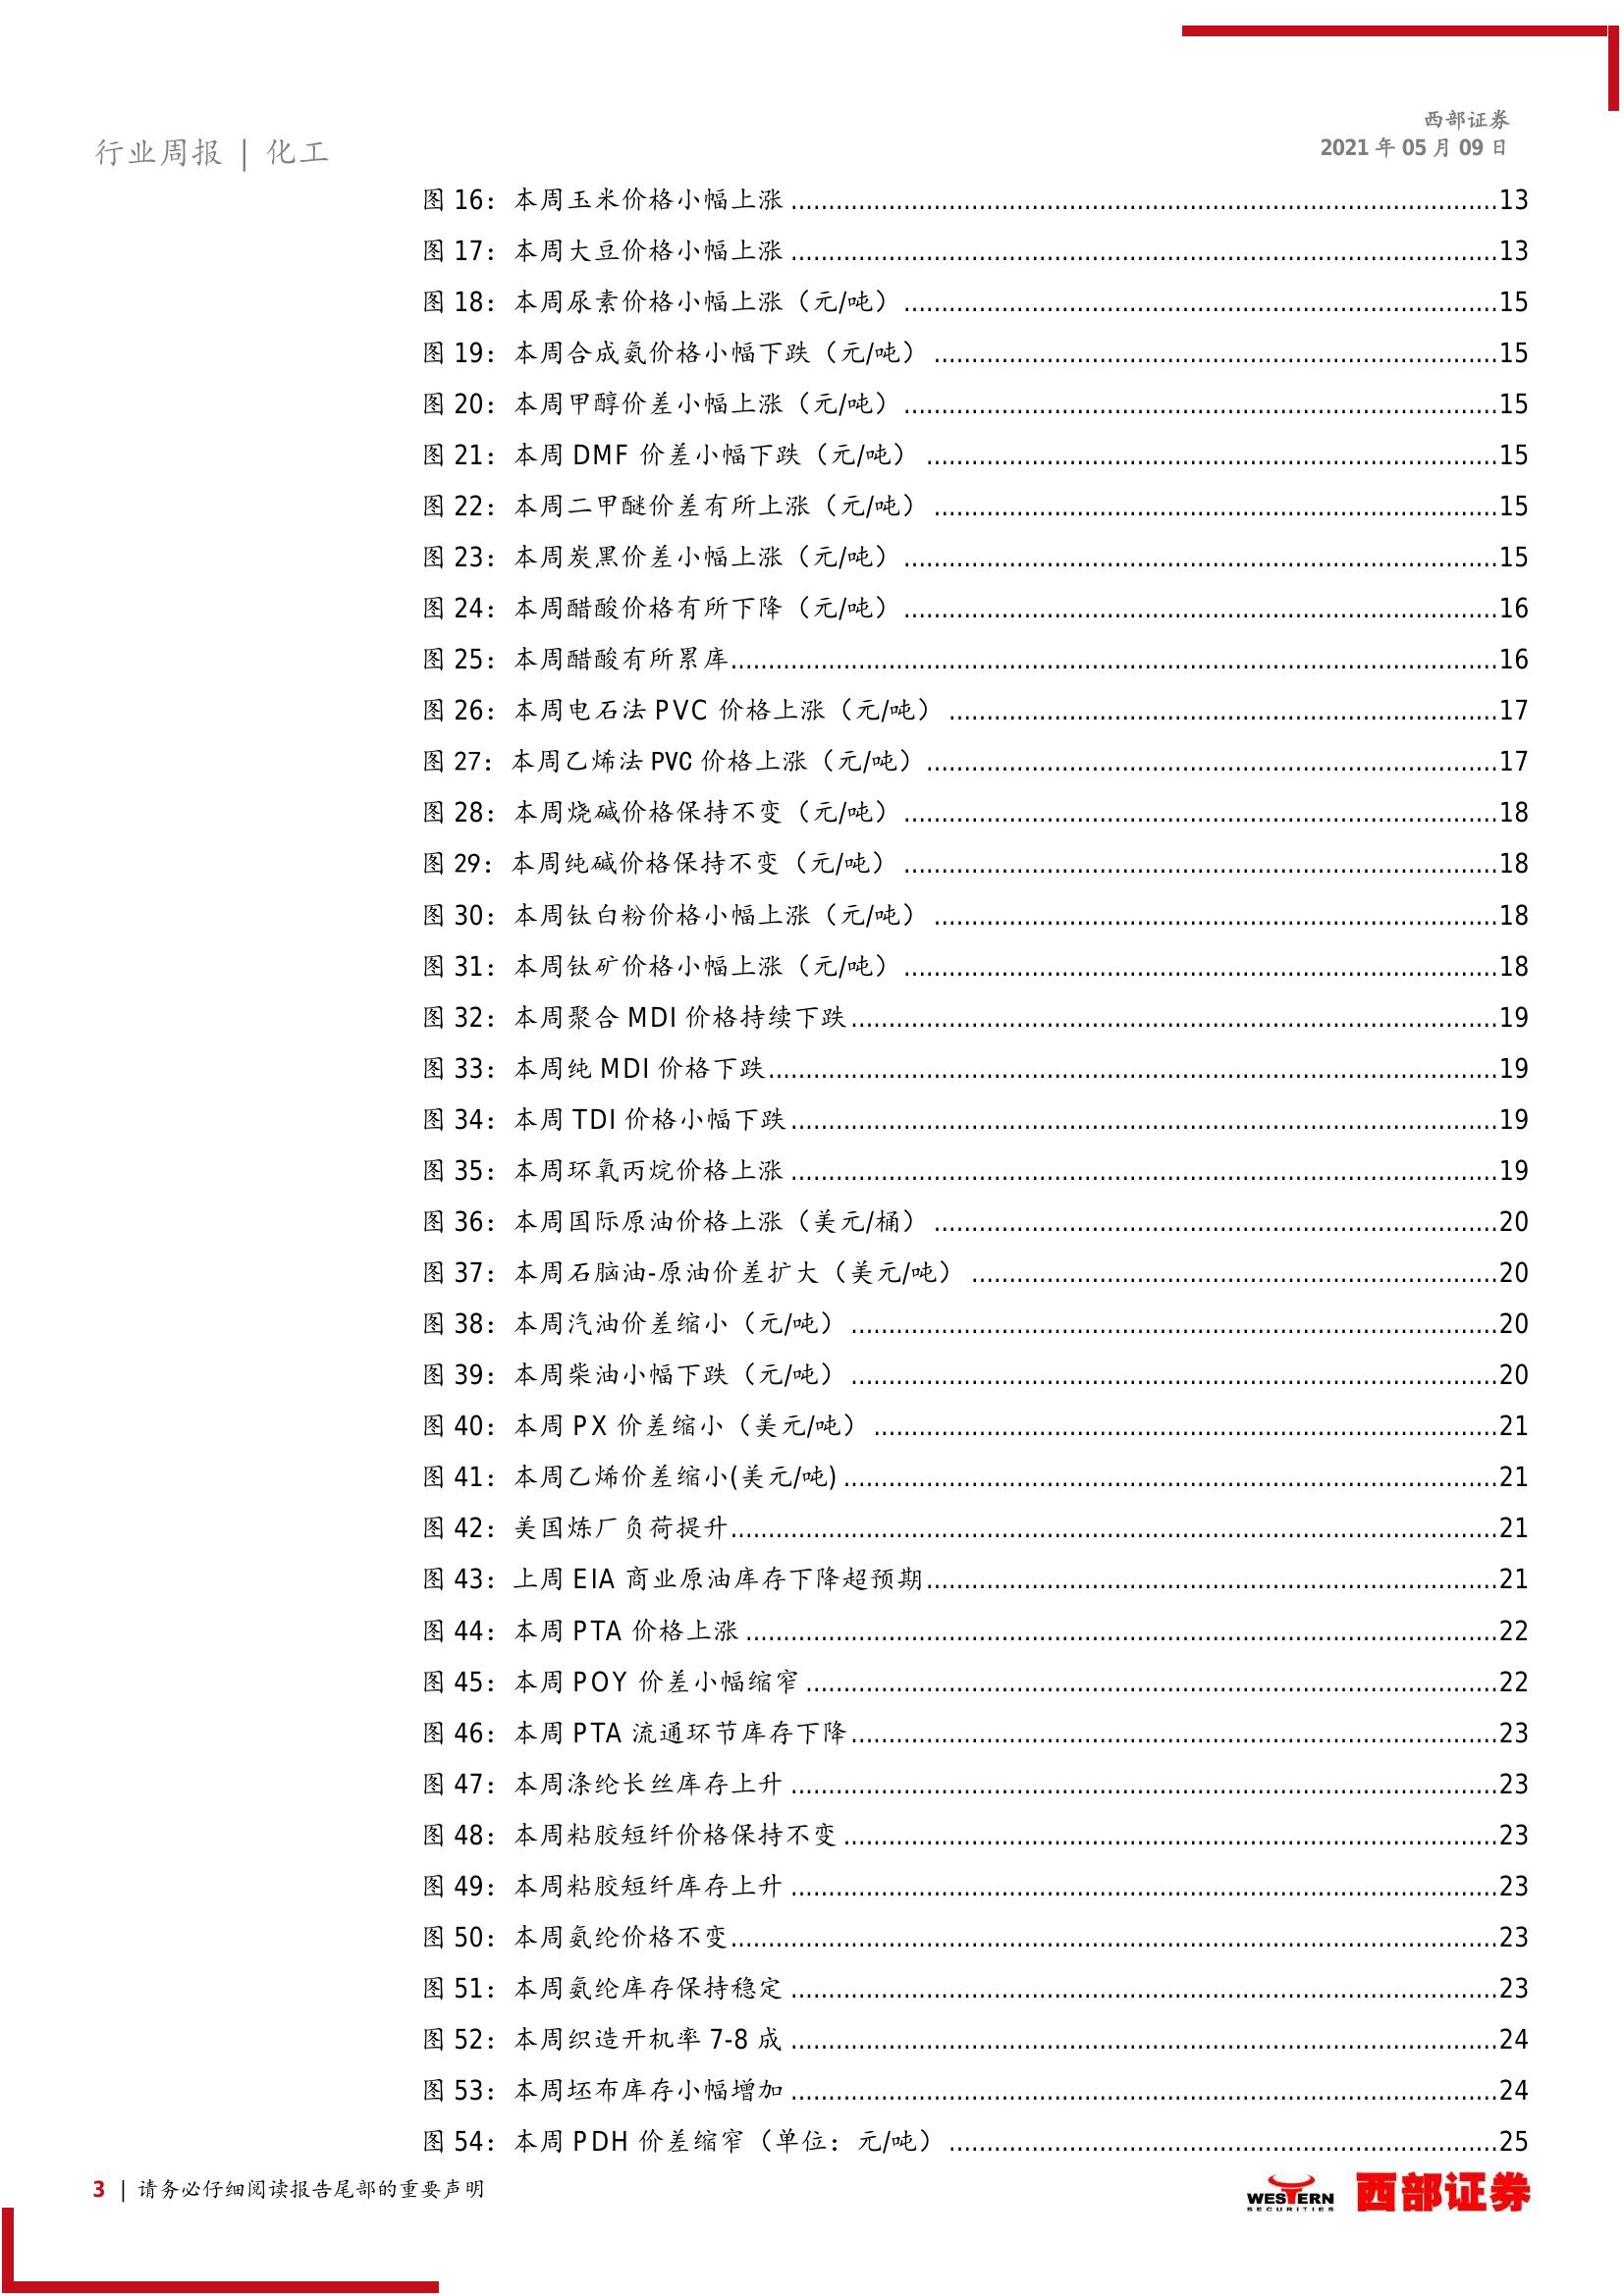 西部证券
行业周报 | 化工
2021 年 05 月 09 日
图 16：本周玉米价格小幅上涨 ..........13
图 17：本周大豆价格小幅上涨 ..........13
图 18：本周尿素价格小幅上涨（元/吨） ..........15
图 19：本周合成氨价格小幅下跌（元/吨） ..........15
图 20：本周甲醇价差小幅上涨（元/吨） ..........15
图 21：本周 DMF 价差小幅下跌（元/吨） ..........15
图 22：本周二甲醚价差有所上涨（元/吨） ..........15
图 23：本周炭黑价差小幅上涨（元/吨） ..........15
图 24：本周醋酸价格有所下降（元/吨） ..........16
图 25：本周醋酸有所累库..........16
图 26：本周电石法 PVC 价格上涨（元/吨） ..........17
图 27：本周乙烯法 PVC 价格上涨（元/吨） ..........17
图 28：本周烧碱价格保持不变（元/吨） ..........18
图 29：本周纯碱价格保持不变（元/吨） ..........18
图 30：本周钛白粉价格小幅上涨（元/吨） ..........18
图 31：本周钛矿价格小幅上涨（元/吨） ..........18
图 32：本周聚合 MDI 价格持续下跌..........19
图 33：本周纯 MDI 价格下跌..........19
图 34：本周 TDI 价格小幅下跌..........19
图 35：本周环氧丙烷价格上涨 ..........19
图 36：本周国际原油价格上涨（美元/桶） ..........20
图 37：本周石脑油-原油价差扩大（美元/吨） ..........20
图 38：本周汽油价差缩小（元/吨） ..........20
图 39：本周柴油小幅下跌（元/吨） ..........20
图 40：本周 PX 价差缩小（美元/吨） ..........21
图 41：本周乙烯价差缩小(美元/吨) ..........21
图 42：美国炼厂负荷提升..........21
图 43：上周 EIA 商业原油库存下降超预期..........21
图 44：本周 PTA 价格上涨 ..........22
图 45：本周 POY 价差小幅缩窄 ..........22
图 46：本周 PTA 流通环节库存下降..........23
图 47：本周涤纶长丝库存上升 ..........23
图 48：本周粘胶短纤价格保持不变 ..........23
图 49：本周粘胶短纤库存上升 ..........23
图 50：本周氨纶价格不变..........23
图 51：本周氨纶库存保持稳定 ..........23
图 52：本周织造开机率 7-8 成 ..........24
图 53：本周坯布库存小幅增加 ..........24
图 54：本周 PDH 价差缩窄（单位：元/吨） ..........25
3 | 请务必仔细阅读报告尾部的重要声明
WESTERN
SECURITIES
西部证券